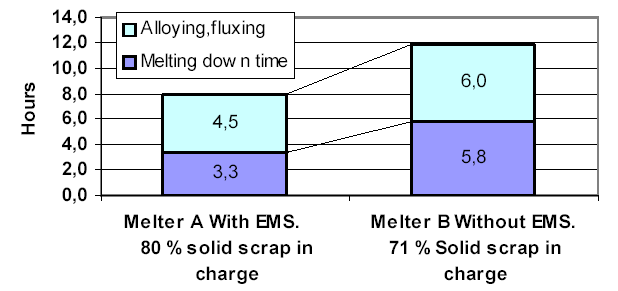 14,0
12,0
10,0
8,0
6,0
4,0
2,0
0,0
Hours
Alloying,fluxing
Melting dow n time
4,5
3,3
6,0
5,8
Melter A With EMS.
80 % solid scrap in
charge
Melter B Without EMS.
71 % Solid scrap in
charge